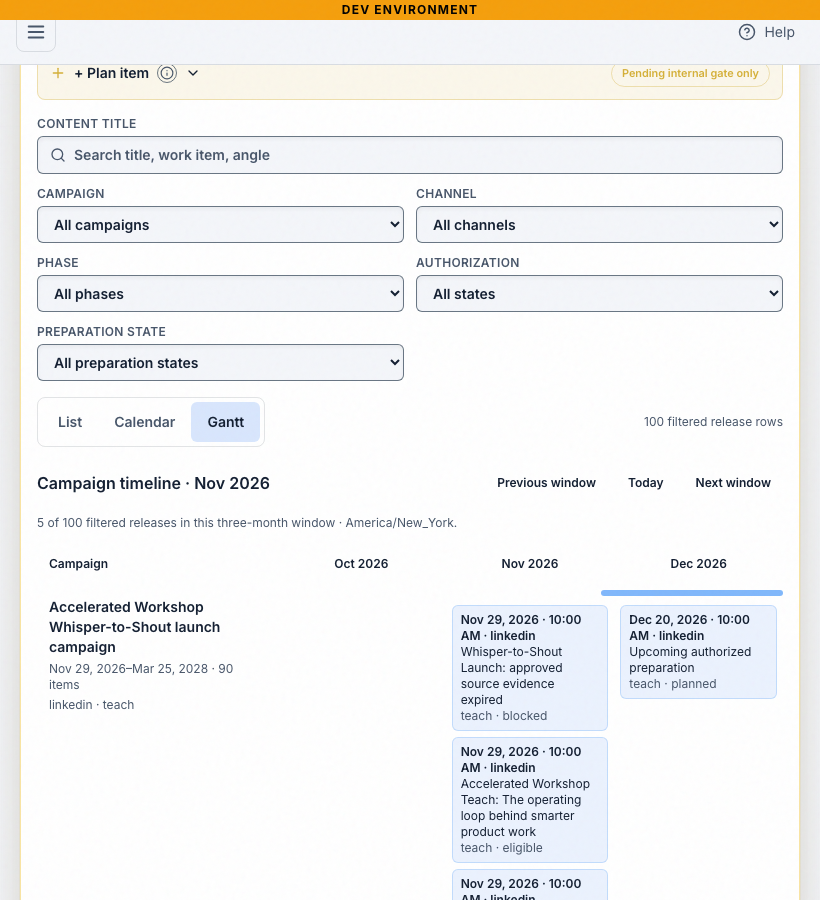 DEV ENVIRONMENT
Help
+ Plan item
Pending internal gate only
CONTENT TITLE
Search title, work item, angle
CAMPAIGN
CHANNEL
All campaigns
All channels
PHASE
AUTHORIZATION
All phases
All states
PREPARATION STATE
All preparation states
List
Calendar
Gantt
100 filtered release rows
Campaign timeline · Nov 2026
Previous window
Today
Next window
5 of 100 filtered releases in this three-month window · America/New_York.
Campaign
Oct 2026
Nov 2026
Dec 2026
Accelerated Workshop
Whisper-to-Shout launch
campaign
Nov 29, 2026–Mar 25, 2028 · 90
items
linkedin · teach
Nov 29, 2026 · 10:00
AM · linkedin
Whisper-to-Shout
Launch: approved
source evidence
expired
teach · blocked
Dec 20, 2026 · 10:00
AM · linkedin
Upcoming authorized
preparation
teach · planned
Nov 29, 2026 · 10:00
AM · linkedin
Accelerated Workshop
Teach: The operating
loop behind smarter
product work
teach · eligible
Nov 29, 2026 · 10:00
AM · linkedin